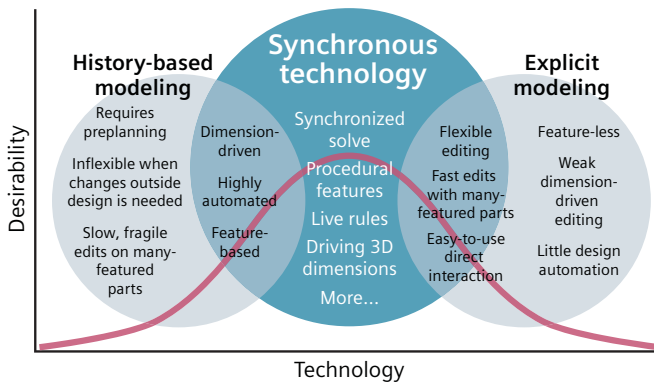 History-based
modeling
Requires
preplanning
Inflexible when
changes outside
design is needed
Slow, fragile
edits on many-
featured
parts
Dimension-
driven
Highly
automated
Feature-
based
Synchronous
technology
Synchronized
solve
Procedural
features
Live rules
Driving 3D
dimensions
More...
Flexible
editing
Fast edits
with many-
featured parts
Easy-to-use
direct
interaction
Explicit
modeling
Feature-less
Weak
dimension-
driven
editing
Little design
automation
Desirability
Technology